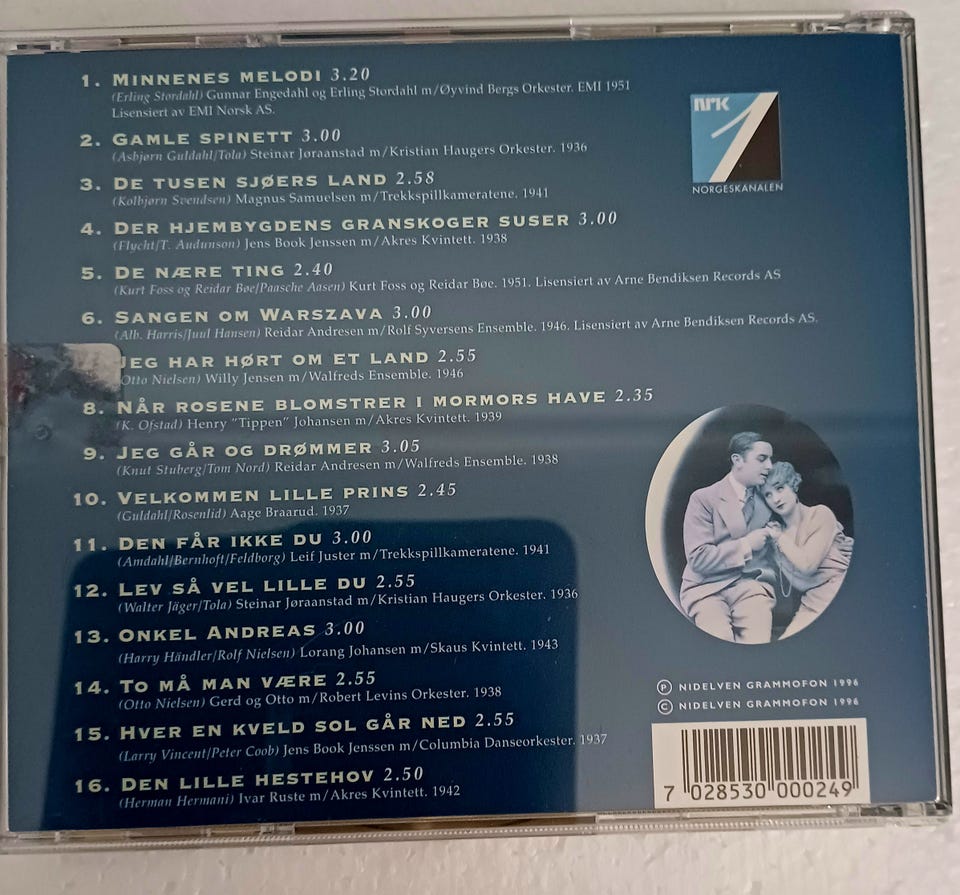 1. MINNENES MELODI 3.20
(Erling Stordahl) Gunnar Engedahl og Erling Stordahl m/Øyvind Bergs Orkester. EMI 1951
Lisensiert av EMI Norsk AS.
2. GAMLE SPINETT 3.00
(Asbjørn Guldahl/Tola) Steinar Jøraanstad m/Kristian Haugers Orkester. 1936
3. DE TUSEN SJØERS LAND 2.58
(Kolbjørn Svendsen) Magnus Samuelsen m/Trekkspillkameratene. 1941
4. DER HJEMBYGDENS GRANSKOGER SUSER 3.00
(Flycht/T. Audunson) Jens Book Jenssen m/Akres Kvintett. 1938
5. DE NÆRE TING 2.40
(Kurt Foss og Reidar Bøe/Paasche Aasen) Kurt Foss og Reidar Bøe. 1951. Lisensiert av Arne Bendiksen Records AS
6. SANGEN OM WARSZAVA 3.00
(Alb. Harris/Juul Hansen) Reidar Andresen m/Rolf Syversens Ensemble. 1946. Lisensiert av Arne Bendiksen Records AS.
JEG HAR HØRT OM ET LAND 2.55
(Otto Nielsen) Willy Jensen m/Walfreds Ensemble. 1946
8. NÅR ROSENE BLOMSTRER I MORMORS HAVE 2.35
(K. Ofstad) Henry "Tippen" Johansen m/Akres Kvintett. 1939
9. JEG GÅR OG DRØMMER 3.05
(Knut Stuberg/Tom Nord) Reidar Andresen m/Walfreds Ensemble. 1938
10. VELKOMMEN LILLE PRINS 2.45
(Guldahl/Rosenlid) Aage Braarud. 1937
11. DEN FÅR IKKE DU 3.00
(Amdahl/Bernhoft/Feldborg) Leif Juster m/Trekkspillkameratene. 1941
12. LEV SÅ VEL LILLE DU 2.55
(Walter Jäger/Tola) Steinar Jøraanstad m/Kristian Haugers Orkester. 1936
13. ONKEL ANDREAS 3.00
(Harry Händler/Rolf Nielsen) Lorang Johansen m/Skaus Kvintett. 1943
14. TO MÅ MAN VÆRE 2.55
(Otto Nielsen) Gerd og Otto m/Robert Levins Orkester. 1938
15. HVER EN KVELD SOL GÅR NED 2.55
(Larry Vincent/Peter Coob) Jens Book Jenssen m/Columbia Danseorkester. 1937
16. DEN LILLE HESTEHOV 2.50
(Herman Hermani) Ivar Ruste m/Akres Kvintett. 1942
NRK 1
NORGESKANALEN
Ⓟ NIDELVEN GRAMMOFON 1996
© NIDELVEN GRAMMOFON 1996
7 028530 000249